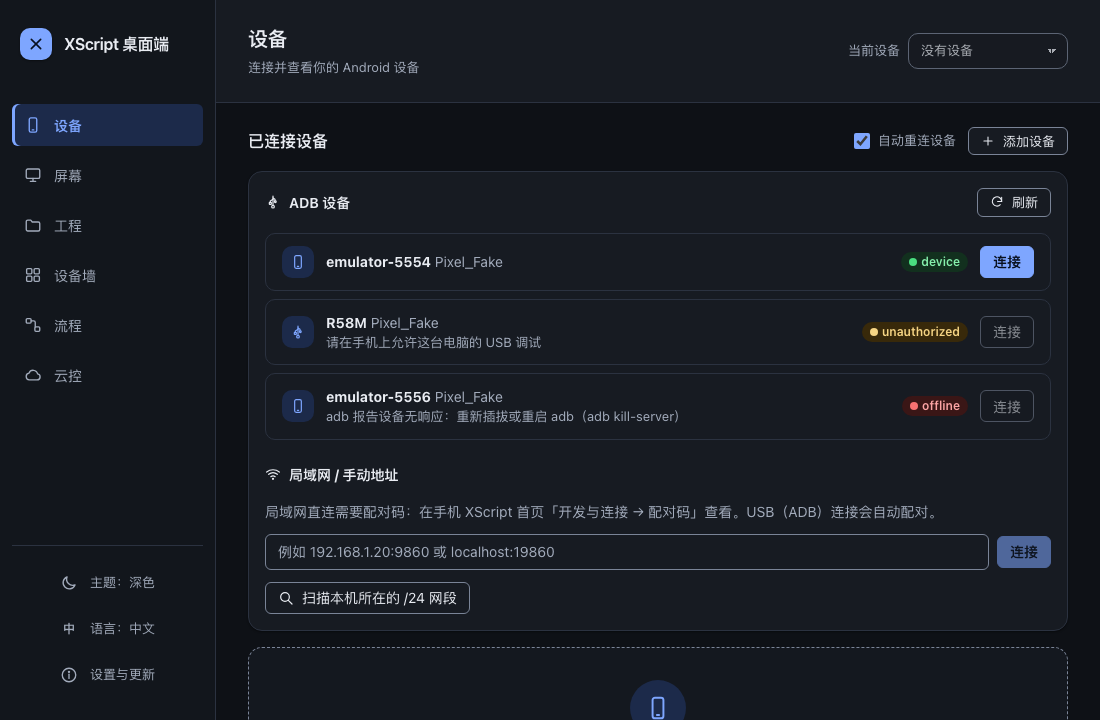 XScript 桌面端
设备
屏幕
工程
设备墙
流程
云控
主题：深色
中 语言：中文
设置与更新
设备
连接并查看你的 Android 设备
当前设备 没有设备
已连接设备
自动重连设备
添加设备
ADB 设备
刷新
emulator-5554 Pixel_Fake
device
连接
R58M Pixel_Fake
请在手机上允许这台电脑的 USB 调试
unauthorized
连接
emulator-5556 Pixel_Fake
adb 报告设备无响应：重新插拔或重启 adb（adb kill-server）
offline
连接
局域网 / 手动地址
局域网直连需要配对码：在手机 XScript 首页「开发与连接 → 配对码」查看。USB（ADB）连接会自动配对。
例如 192.168.1.20:9860 或 localhost:19860
连接
扫描本机所在的 /24 网段